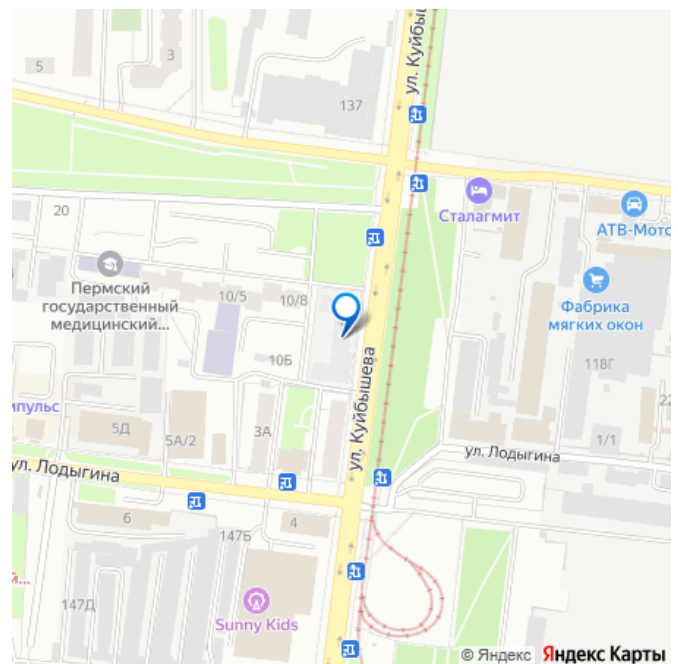 ул. Куйбыш
5
3
137
Сталагмит
АТВ-Мото
20
Пермский
государственный
медицинский...
10/5
10/8
Фабрика
мягких окон
10Б
118Г
ул. Куйбышева
ипульс
5Д
5А/2
3А
22
1/1
ул. Лодыгина
ул. Лодыгина
6
4
147Б
й...
147Д
Sunny Kids
© Яндекс Яндекс Карты